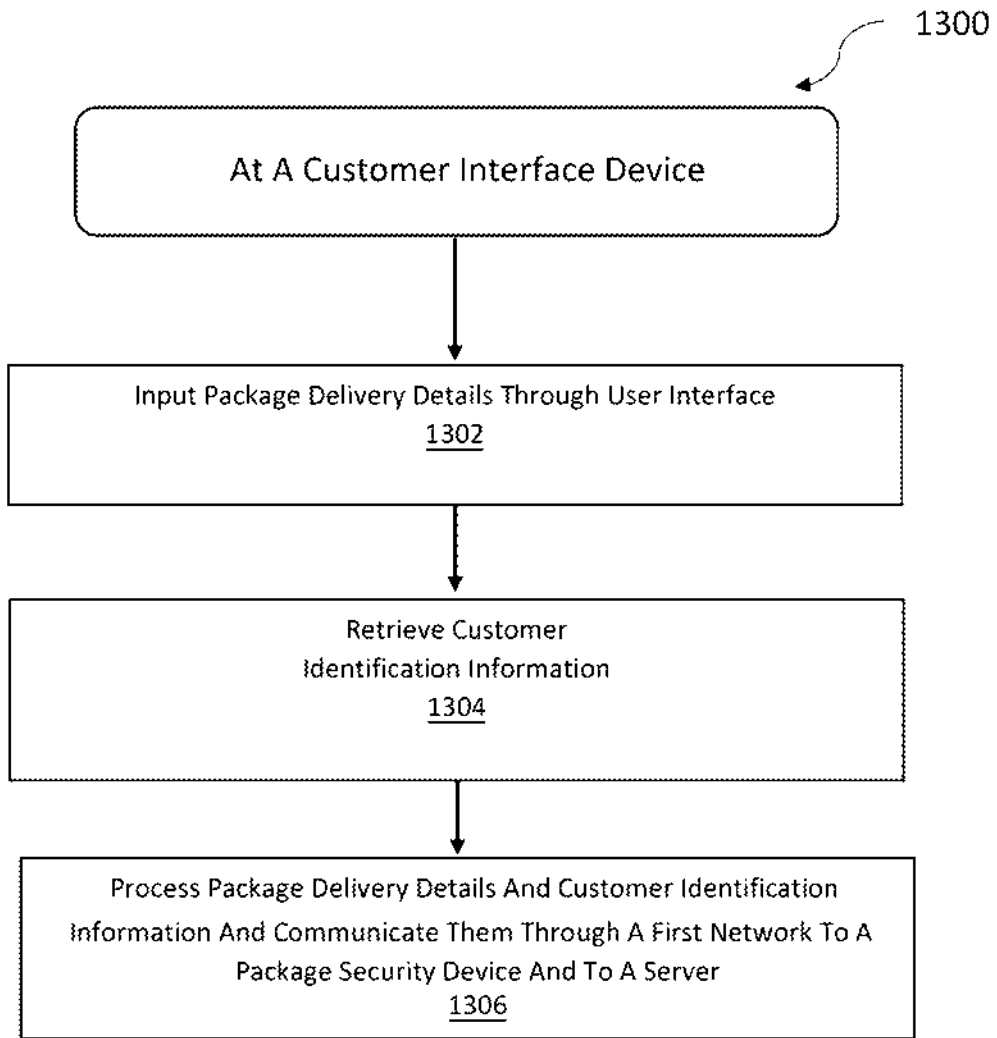 1300
At A Customer Interface Device
Input Package Delivery Details Through User Interface
1302
Retrieve Customer
Identification Information
1304
Process Package Delivery Details And Customer Identification
Information And Communicate Them Through A First Network To A
Package Security Device And To A Server
1306